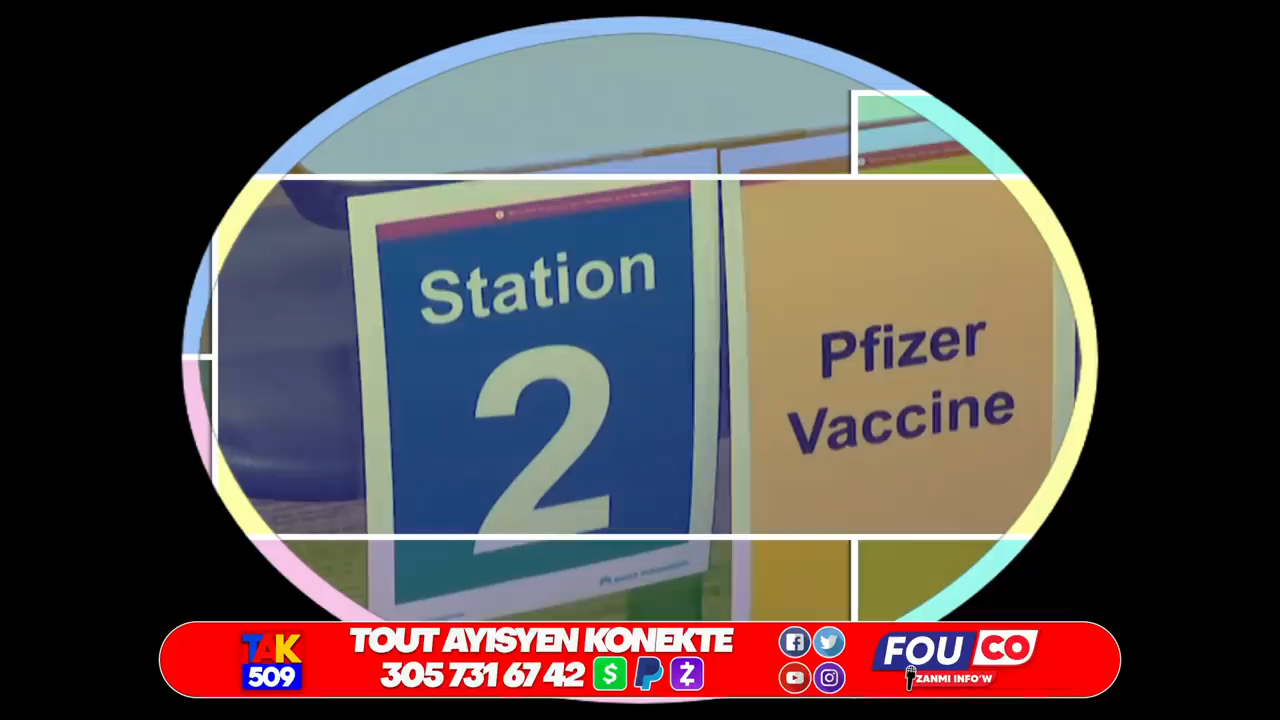 Station
2
Pfizer
Vaccine
TAK
509
TOUT AYISYEN KONEKTE
305 731 67 42
FOU CO
ZANMI INFO'W